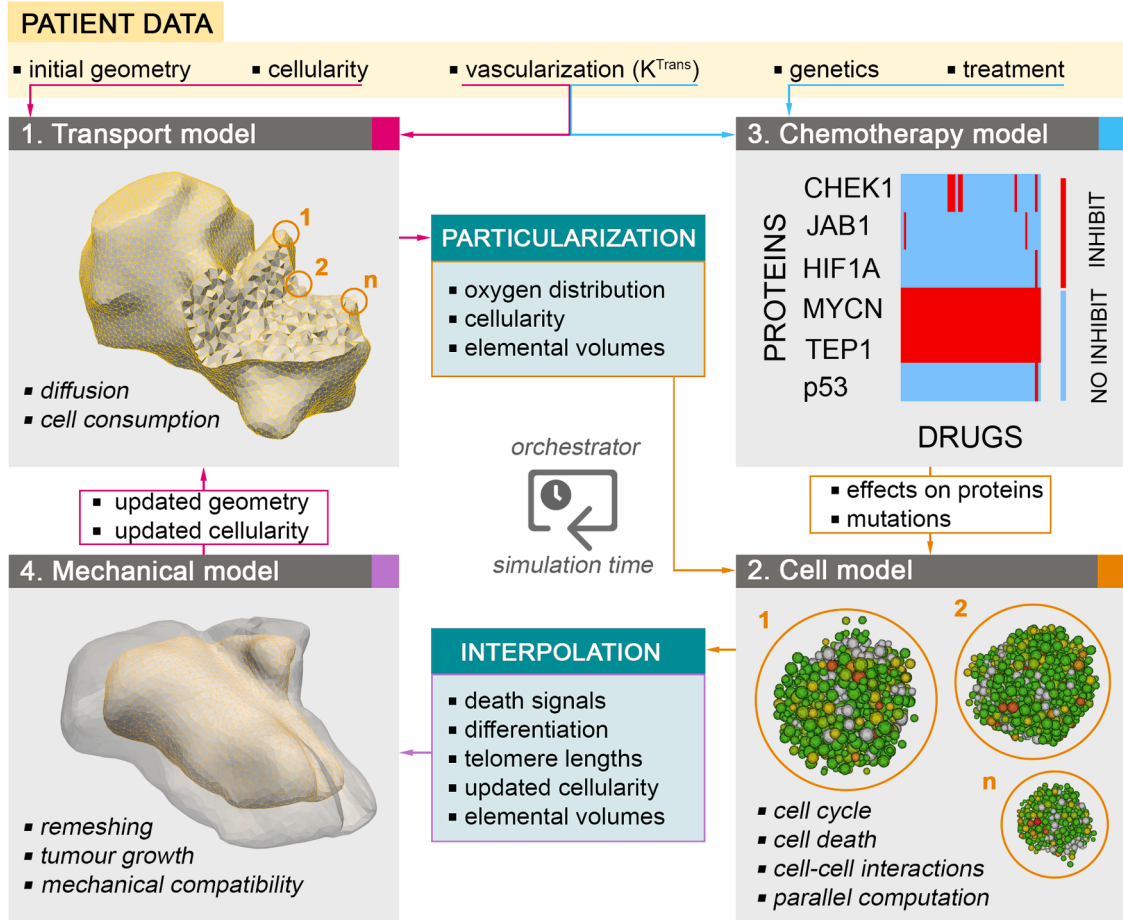 PATIENT DATA
▪ initial geometry ▪ cellularity ▪ vascularization (K^Trans) ▪ genetics ▪ treatment
1. Transport model
1
2
n
▪ diffusion
▪ cell consumption
PARTICULARIZATION
▪ oxygen distribution
▪ cellularity
▪ elemental volumes
3. Chemotherapy model
PROTEINS
CHEK1
JAB1
HIF1A
MYCN
TEP1
p53
INHIBIT
NO INHIBIT
DRUGS
orchestrator
simulation time
▪ updated geometry
▪ updated cellularity
▪ effects on proteins
▪ mutations
4. Mechanical model
▪ remeshing
▪ tumour growth
▪ mechanical compatibility
INTERPOLATION
▪ death signals
▪ differentiation
▪ telomere lengths
▪ updated cellularity
▪ elemental volumes
2. Cell model
1
2
n
▪ cell cycle
▪ cell death
▪ cell-cell interactions
▪ parallel computation